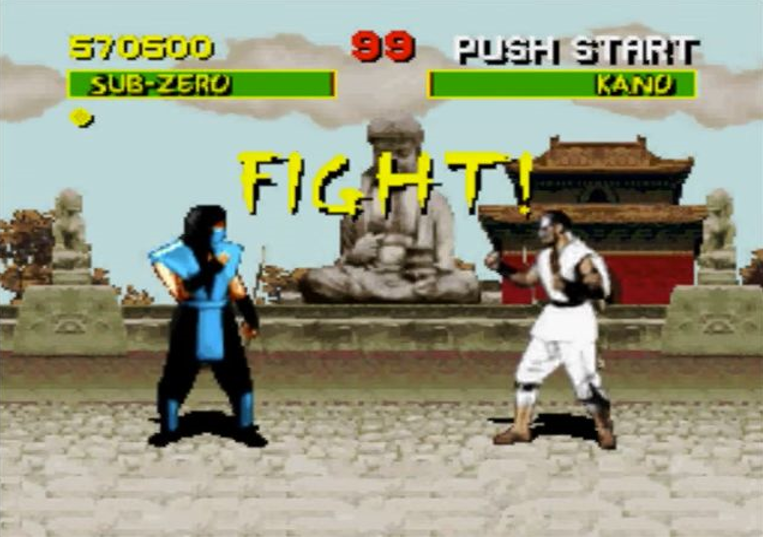 570500 99 PUSH START
SUB-ZERO KANO
FIGHT!